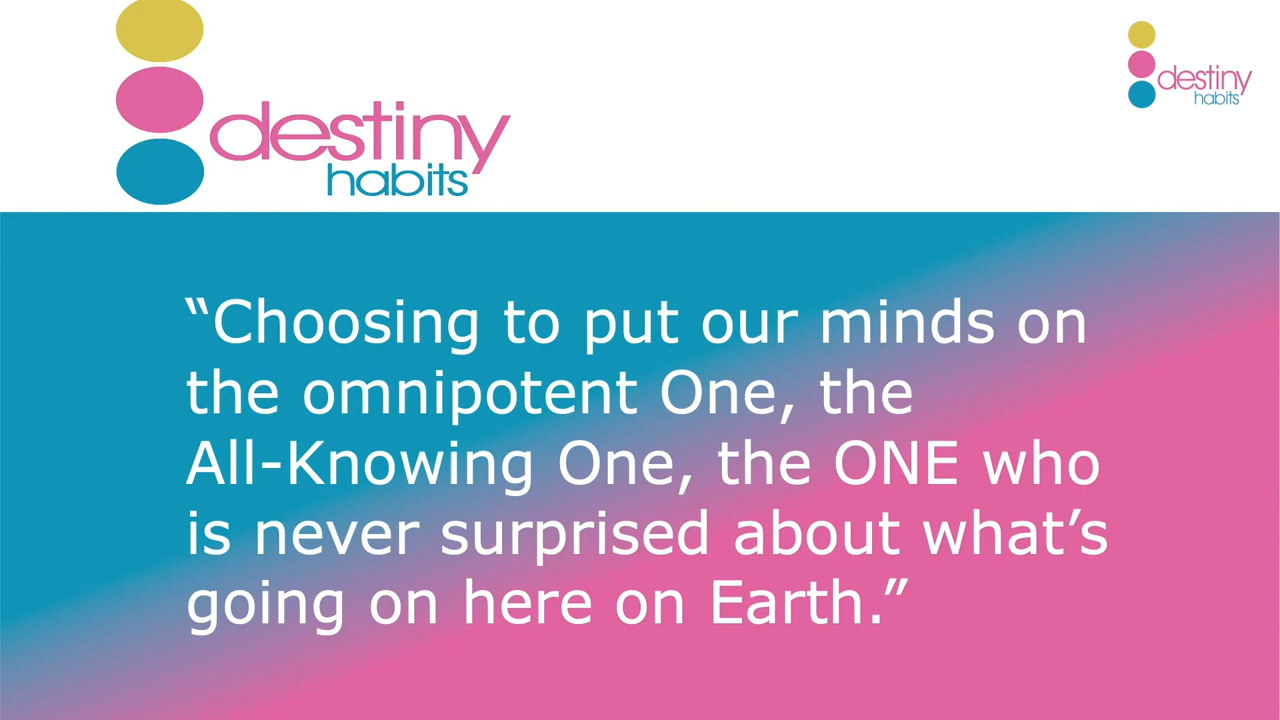 destiny
habits
destiny
habits
“Choosing to put our minds on
the omnipotent One, the
All-Knowing One, the ONE who
is never surprised about what’s
going on here on Earth.”